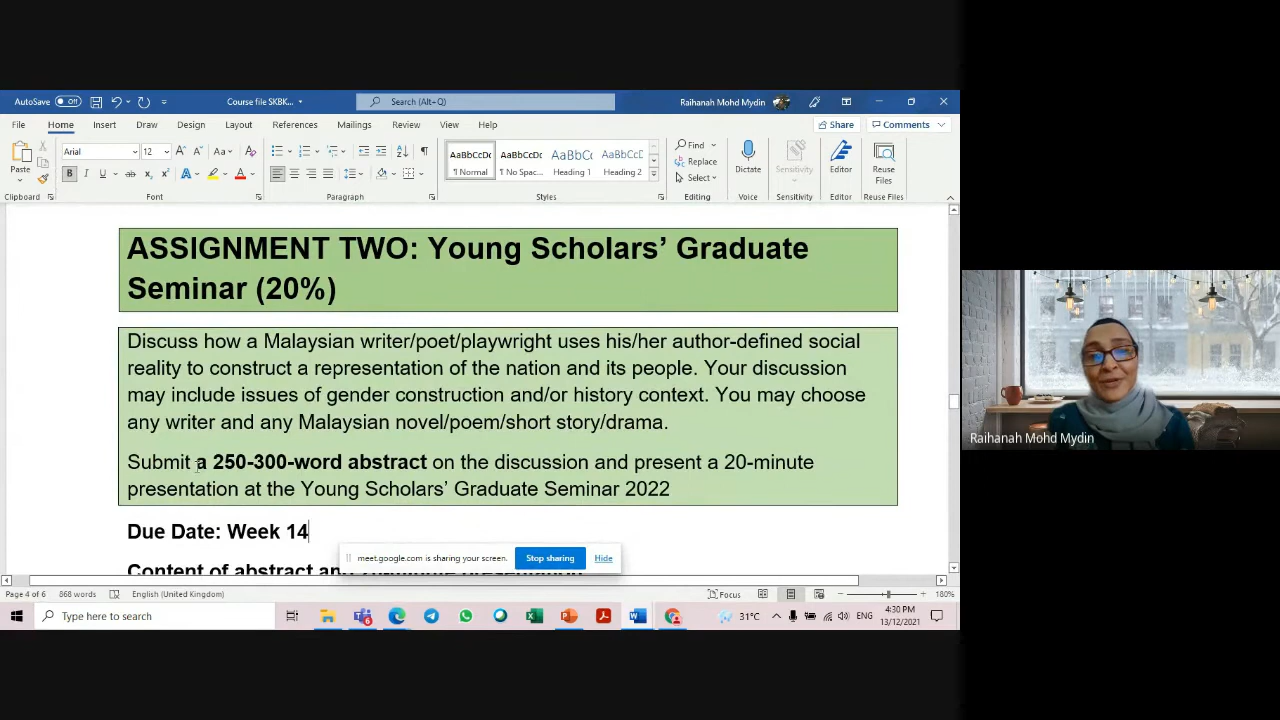 AutoSave Off Course file SKBK... Search (Alt+Q) Raihanah Mohd Mydin
File Home Insert Draw Design Layout References Mailings Review View Help Share Comments
Arial 12 Find
AaBbCcDc AaBbCcDc AaBbCc AaBbCcD
Replace
Paste Normal No Spac... Heading 1 Heading 2 Select Dictate Sensitivity Editor Reuse Files
Clipboard Font Paragraph Styles Editing Voice Sensitivity Editor Reuse Files
ASSIGNMENT TWO: Young Scholars’ Graduate
Seminar (20%)
Discuss how a Malaysian writer/poet/playwright uses his/her author-defined social
reality to construct a representation of the nation and its people. Your discussion
may include issues of gender construction and/or history context. You may choose
any writer and any Malaysian novel/poem/short story/drama.
Submit a 250-300-word abstract on the discussion and present a 20-minute
presentation at the Young Scholars’ Graduate Seminar 2022
Due Date: Week 14
meet.google.com is sharing your screen. Stop sharing Hide
Content of abstract and
Page 4 of 6 868 words English (United Kingdom) Focus 180%
Type here to search 31°C ENG 4:30 PM
13/12/2021
Raihanah Mohd Mydin